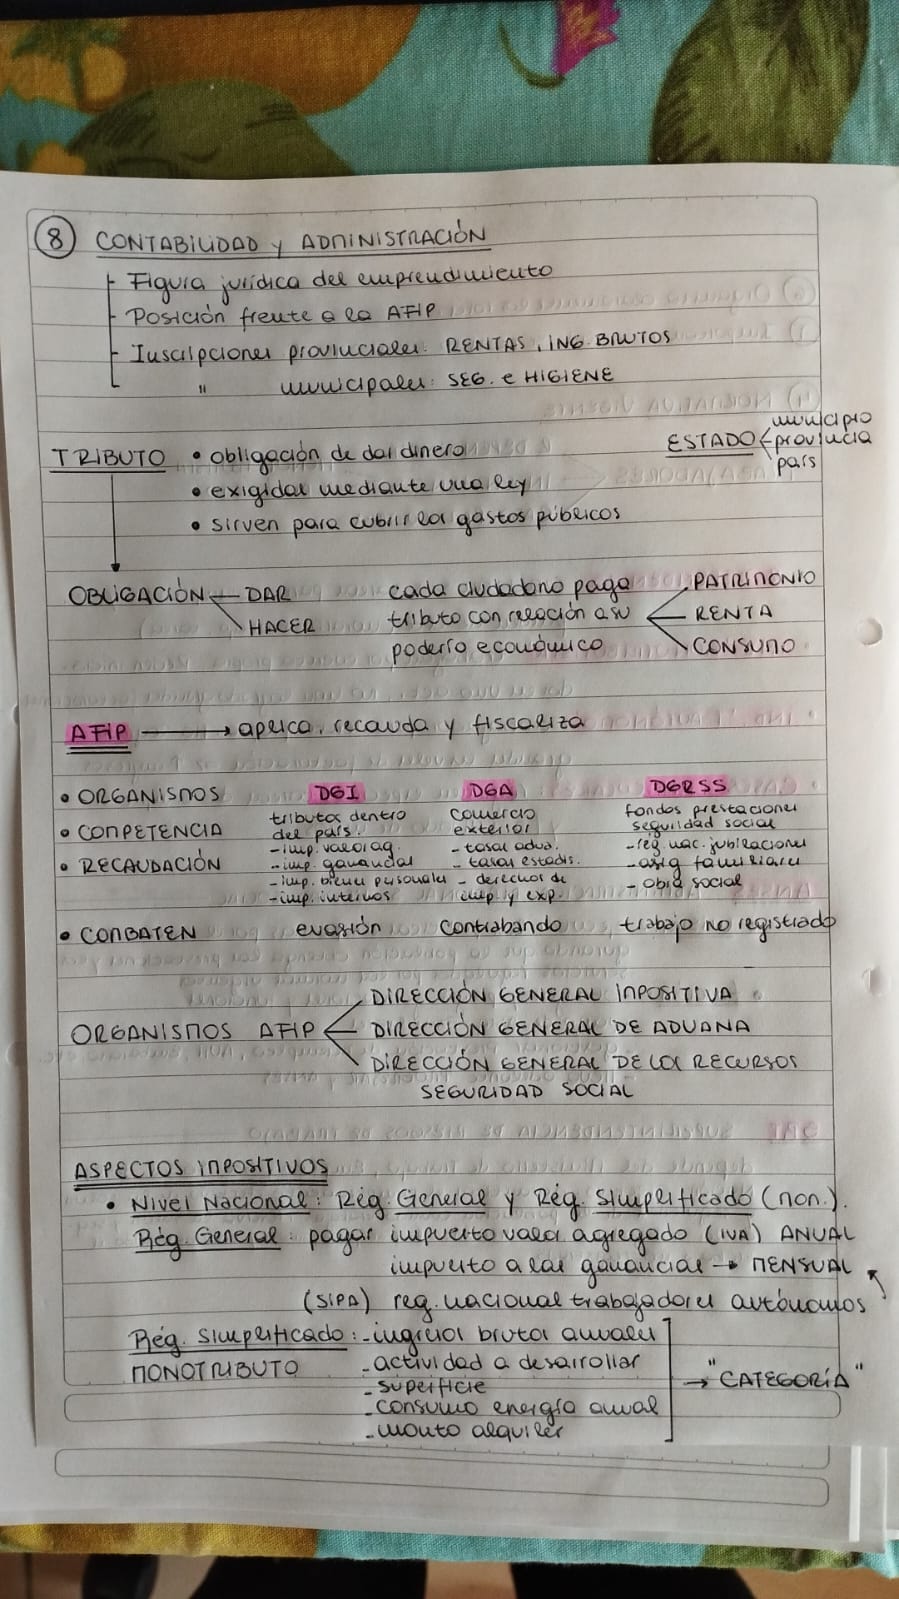 8 CONTABILIDAD y ADMINISTRACIÓN
- Figura jurídica del emprendimiento
- Posición frente a la AFIP
- Inscripciones provinciales: RENTAS, ING. BRUTOS
" municipales: SEG. e HIGIENE
TRIBUTO • obligación de dar dinero
ESTADO municipio provincia país
• exigidas mediante una ley
• sirven para cubrir los gastos públicos
OBLIGACIÓN DAR HACER
cada ciudadano paga
tributo con relación a su
poderío económico
PATRIMONIO
RENTA
CONSUMO
AFIP → aplica, recauda y fiscaliza
• ORGANISMOS DGI DGA DGRSS
• COMPETENCIA tributos dentro del país. comercio exterior fondos prestaciones seguridad social
• RECAUDACIÓN
- imp. valor ag.
- imp. ganancias
- imp. bienes personales
- imp. internos
- tasas adua.
- tasas estadis.
- derechos de imp y exp.
- reg. nac. jubilaciones
- asig familiares
- obra social
• COMBATEN evasión contrabando trabajo no registrado
ORGANISMOS AFIP
DIRECCIÓN GENERAL IMPOSITIVA
DIRECCIÓN GENERAL DE ADUANA
DIRECCIÓN GENERAL DE LOS RECURSOS
SEGURIDAD SOCIAL
ASPECTOS IMPOSITIVOS
• Nivel Nacional: Rég. General y Rég. Simplificado (mon.).
Rég. General: pagar impuesto valor agregado (IVA) ANUAL
impuesto a las ganancias → MENSUAL
(SIPA) reg. nacional trabajadores autónomos
Rég. Simplificado: - ingresos brutos anuales
MONOTRIBUTO - actividad a desarrollar
- superficie
- consumo energía anual
- monto alquiler
→ "CATEGORÍA"